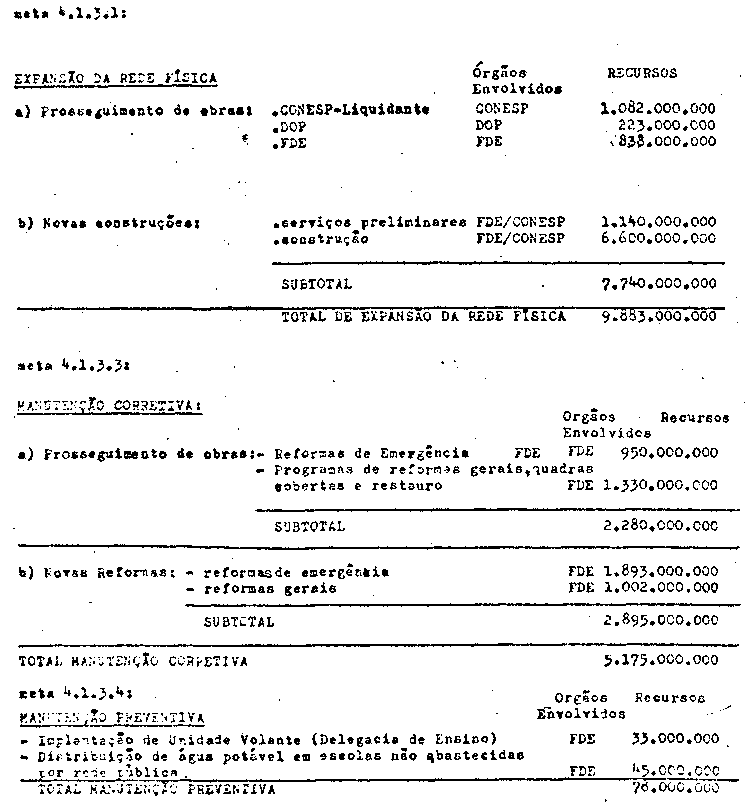 meta 4.1.3.1:
EXPANSÃO DA REDE FÍSICA Órgãos RECURSOS
Envolvidos
a) Prosseguimento de obras: .CONESP-Liquidante CONESP 1.082.000.000
.DOP DOP 223.000.000
.FDE FDE 838.000.000
b) Novas construções: .serviços preliminares FDE/CONESP 1.140.000.000
.construção FDE/CONESP 6.600.000.000
SUBTOTAL 7.740.000.000
TOTAL DE EXPANSÃO DA REDE FÍSICA 9.883.000.000
meta 4.1.3.3:
MANUTENÇÃO CORRETIVA:
Orgãos Recursos
Envolvidos
a) Prosseguimento de obras:- Reformas de Emergência FDE FDE 950.000.000
- Programas de reformas gerais,quadras
cobertas e restauro FDE 1.330.000.000
SUBTOTAL 2.280.000.000
b) Novas Reformas: - reformasde emergência FDE 1.893.000.000
- reformas gerais FDE 1.002.000.000
SUBTOTAL 2.895.000.000
TOTAL MANUTENÇÃO CORRETIVA 5.175.000.000
meta 4.1.3.4: Orgãos Recursos
MANUTENÇÃO PREVENTIVA Envolvidos
- Implantação de Unidade Volante (Delegacia de Ensino) FDE 33.000.000
- Distribuição de água potável em escolas não abastecidas
por rede pública. FDE 45.000.000
TOTAL MANUTENÇÃO PREVENTIVA 78.000.000